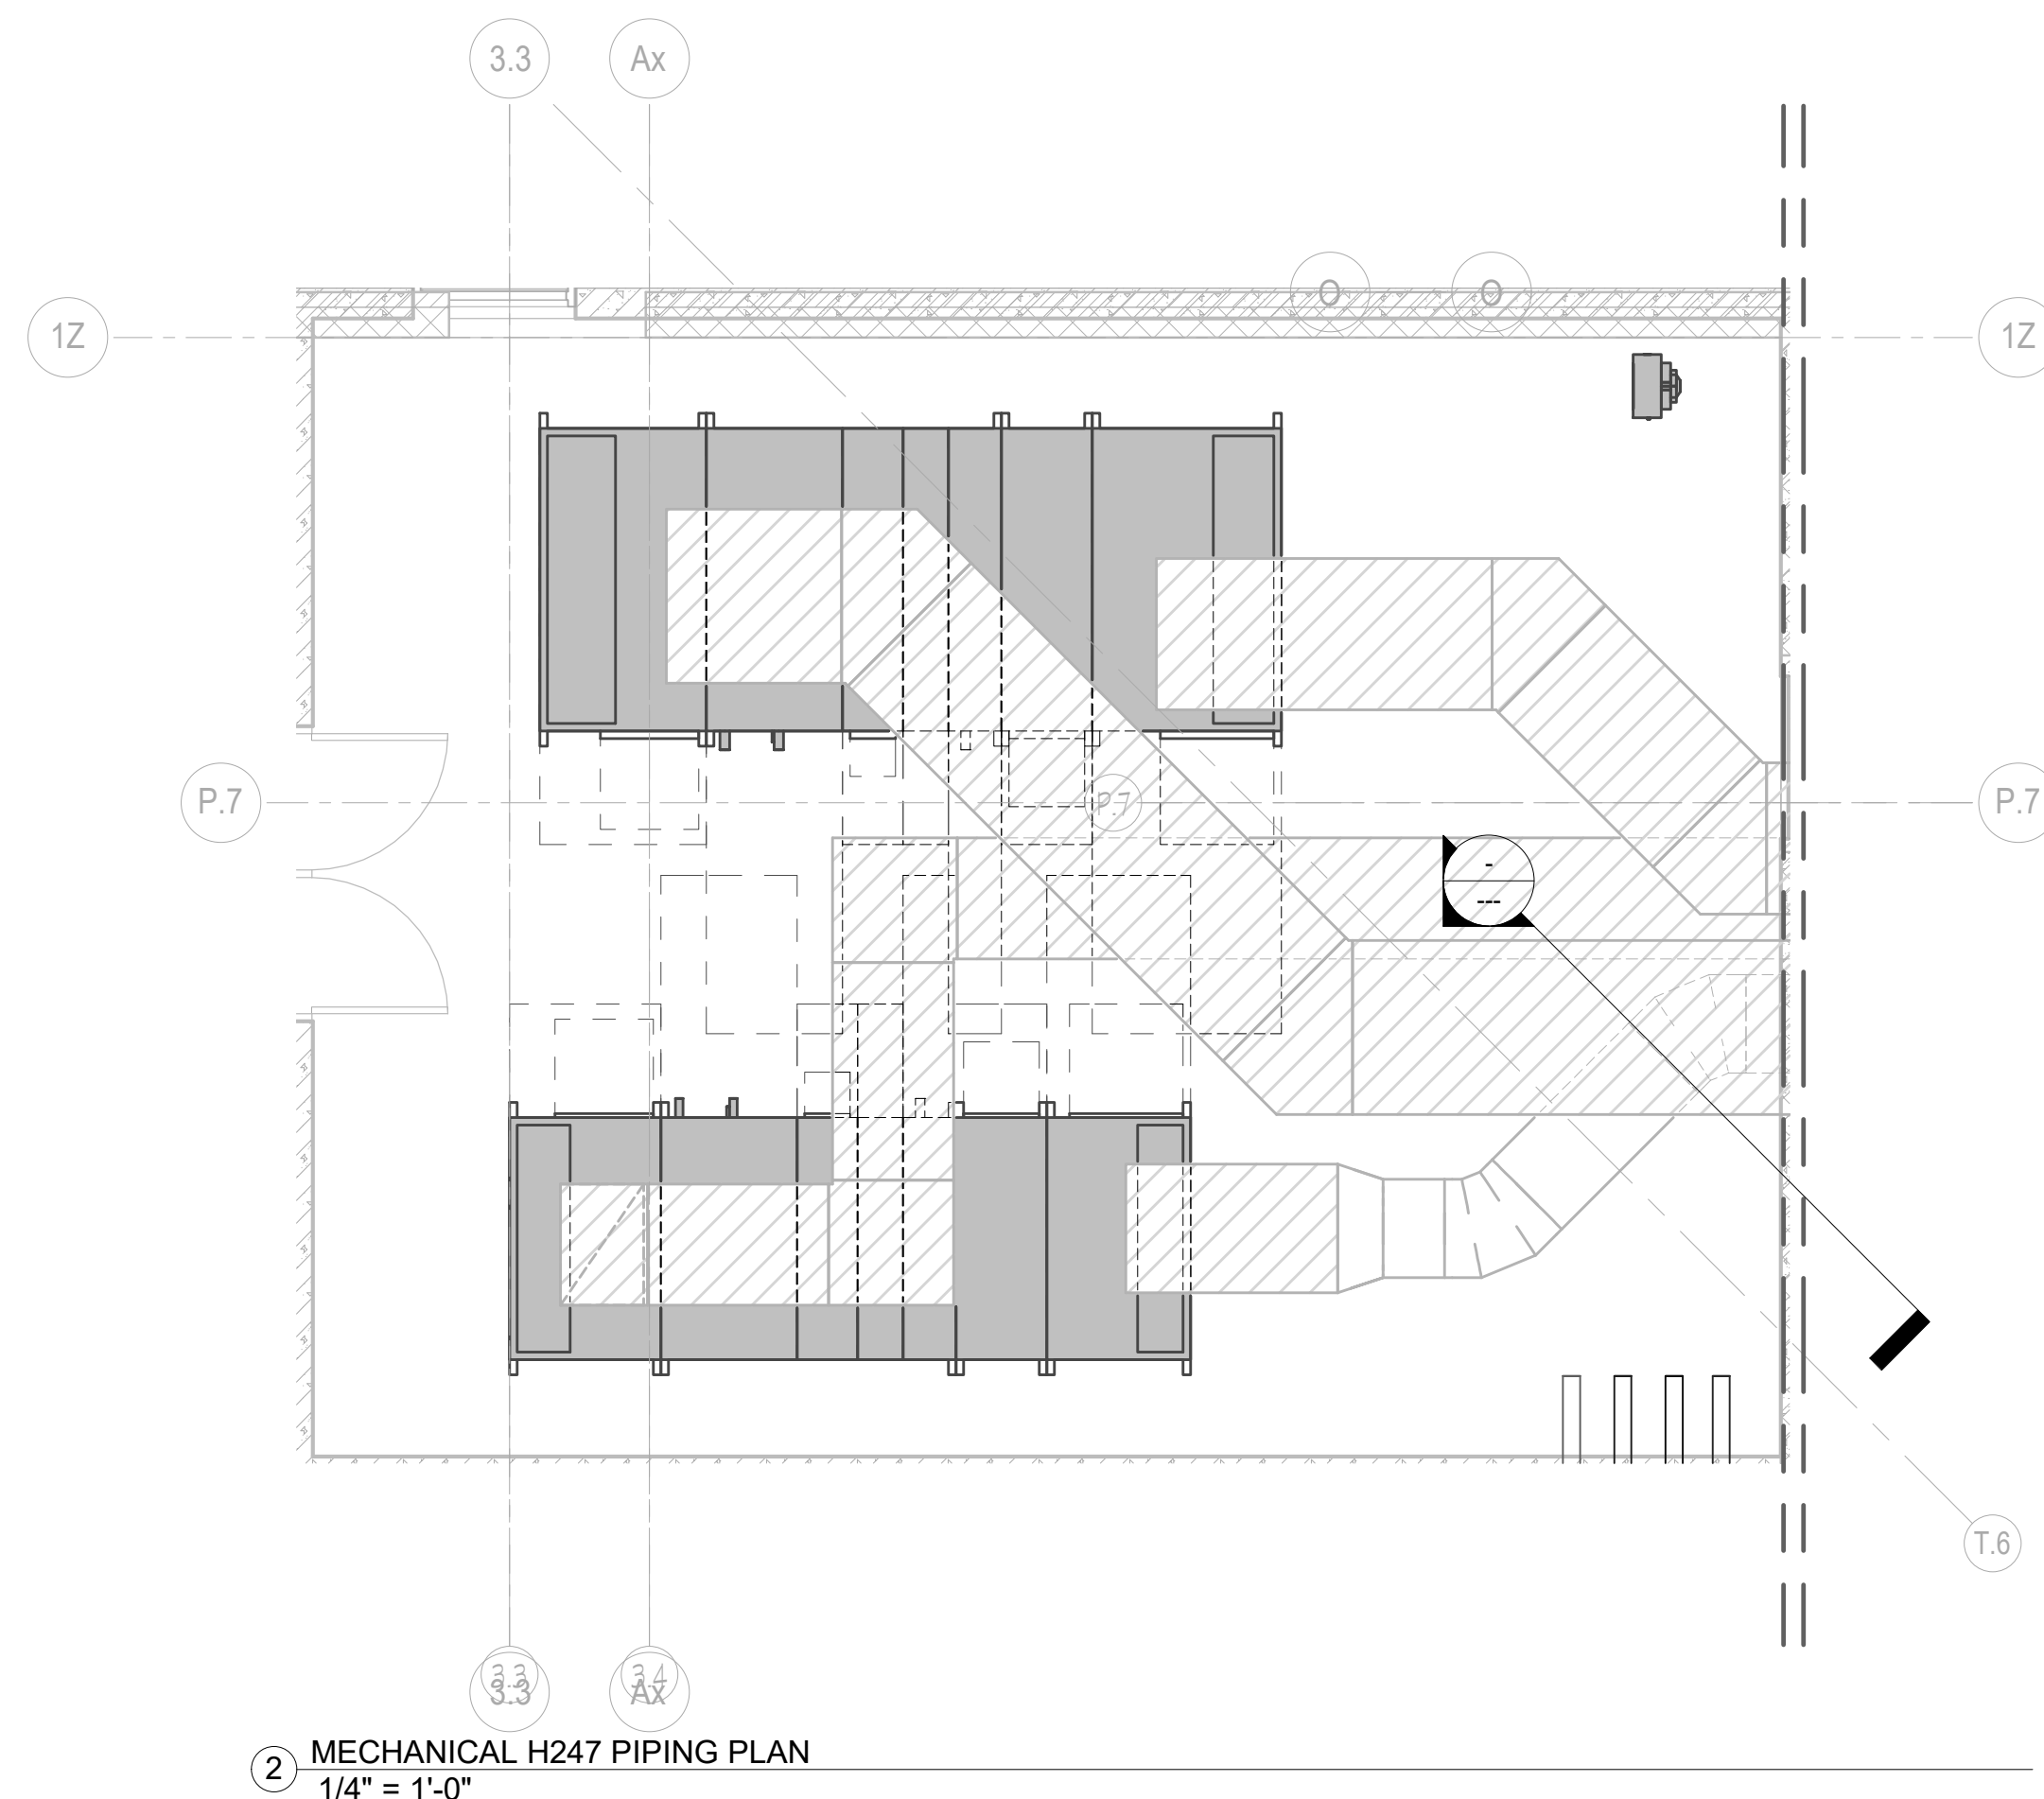 3.3
Ax
O
O
1Z
1Z
P.7
P.7
P.7
-
---
T.6
3.3
3.4
3.3
Ax
2
MECHANICAL H247 PIPING PLAN
1/4" = 1'-0"